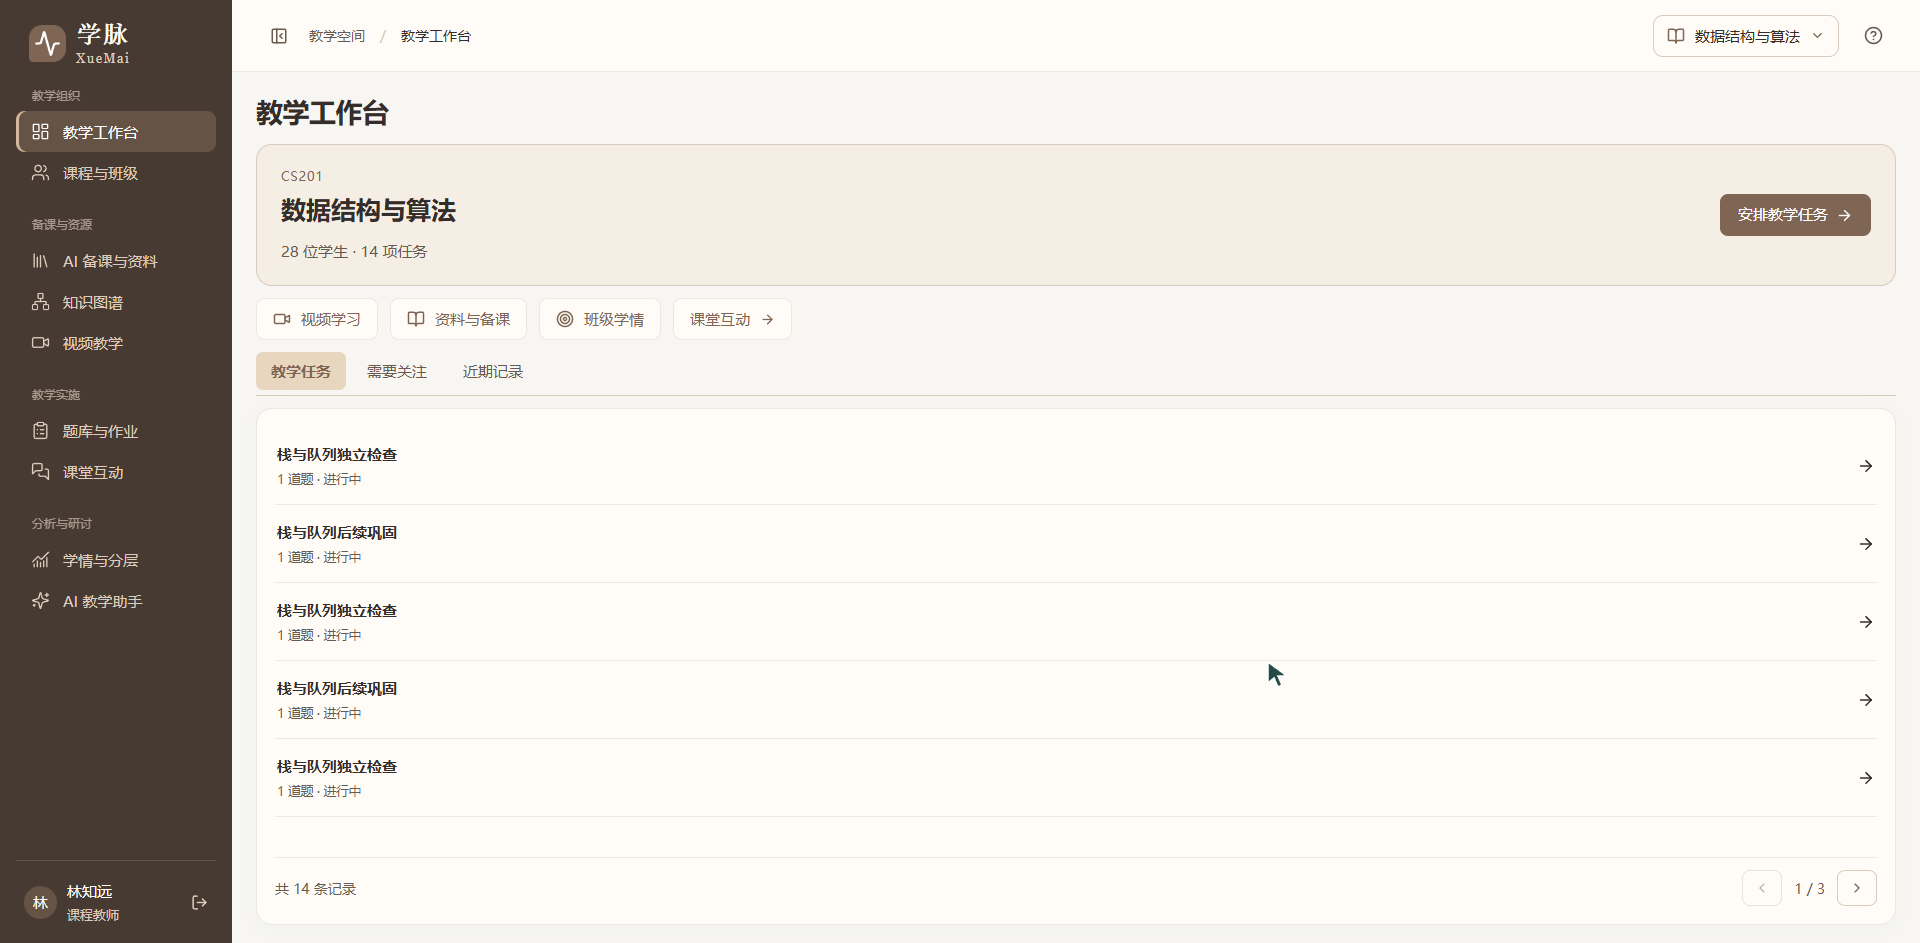 学脉
XueMai
教学组织
教学工作台
课程与班级
备课与资源
AI 备课与资料
知识图谱
视频教学
教学实施
题库与作业
课堂互动
分析与研讨
学情与分层
AI 教学助手
林
林知远
课程教师
教学空间 / 教学工作台
数据结构与算法
教学工作台
CS201
数据结构与算法
28 位学生 · 14 项任务
安排教学任务
视频学习
资料与备课
班级学情
课堂互动
教学任务
需要关注
近期记录
栈与队列独立检查
1 道题 · 进行中
栈与队列后续巩固
1 道题 · 进行中
栈与队列独立检查
1 道题 · 进行中
栈与队列后续巩固
1 道题 · 进行中
栈与队列独立检查
1 道题 · 进行中
共 14 条记录
1 / 3